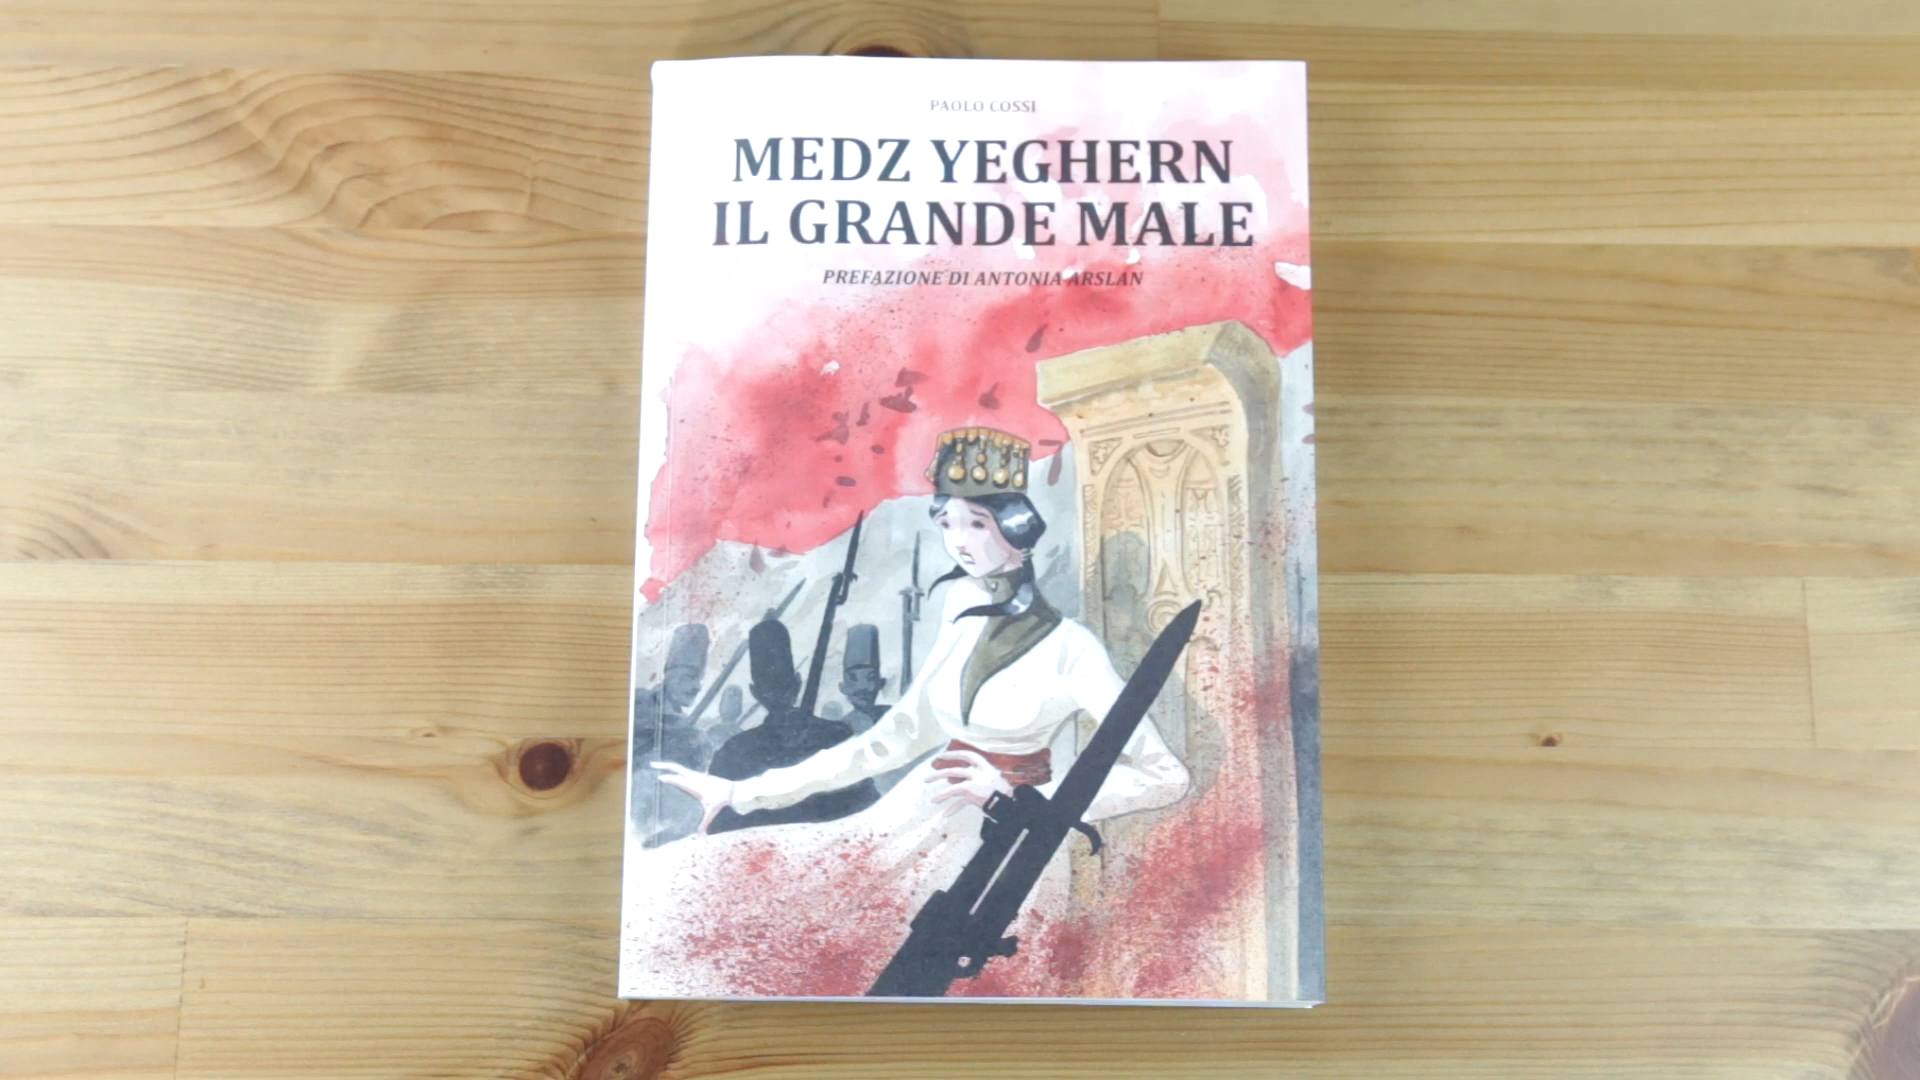 PAOLO COSSI
MEDZ YEGHERN
IL GRANDE MALE
PREFAZIONE DI ANTONIA ARSLAN